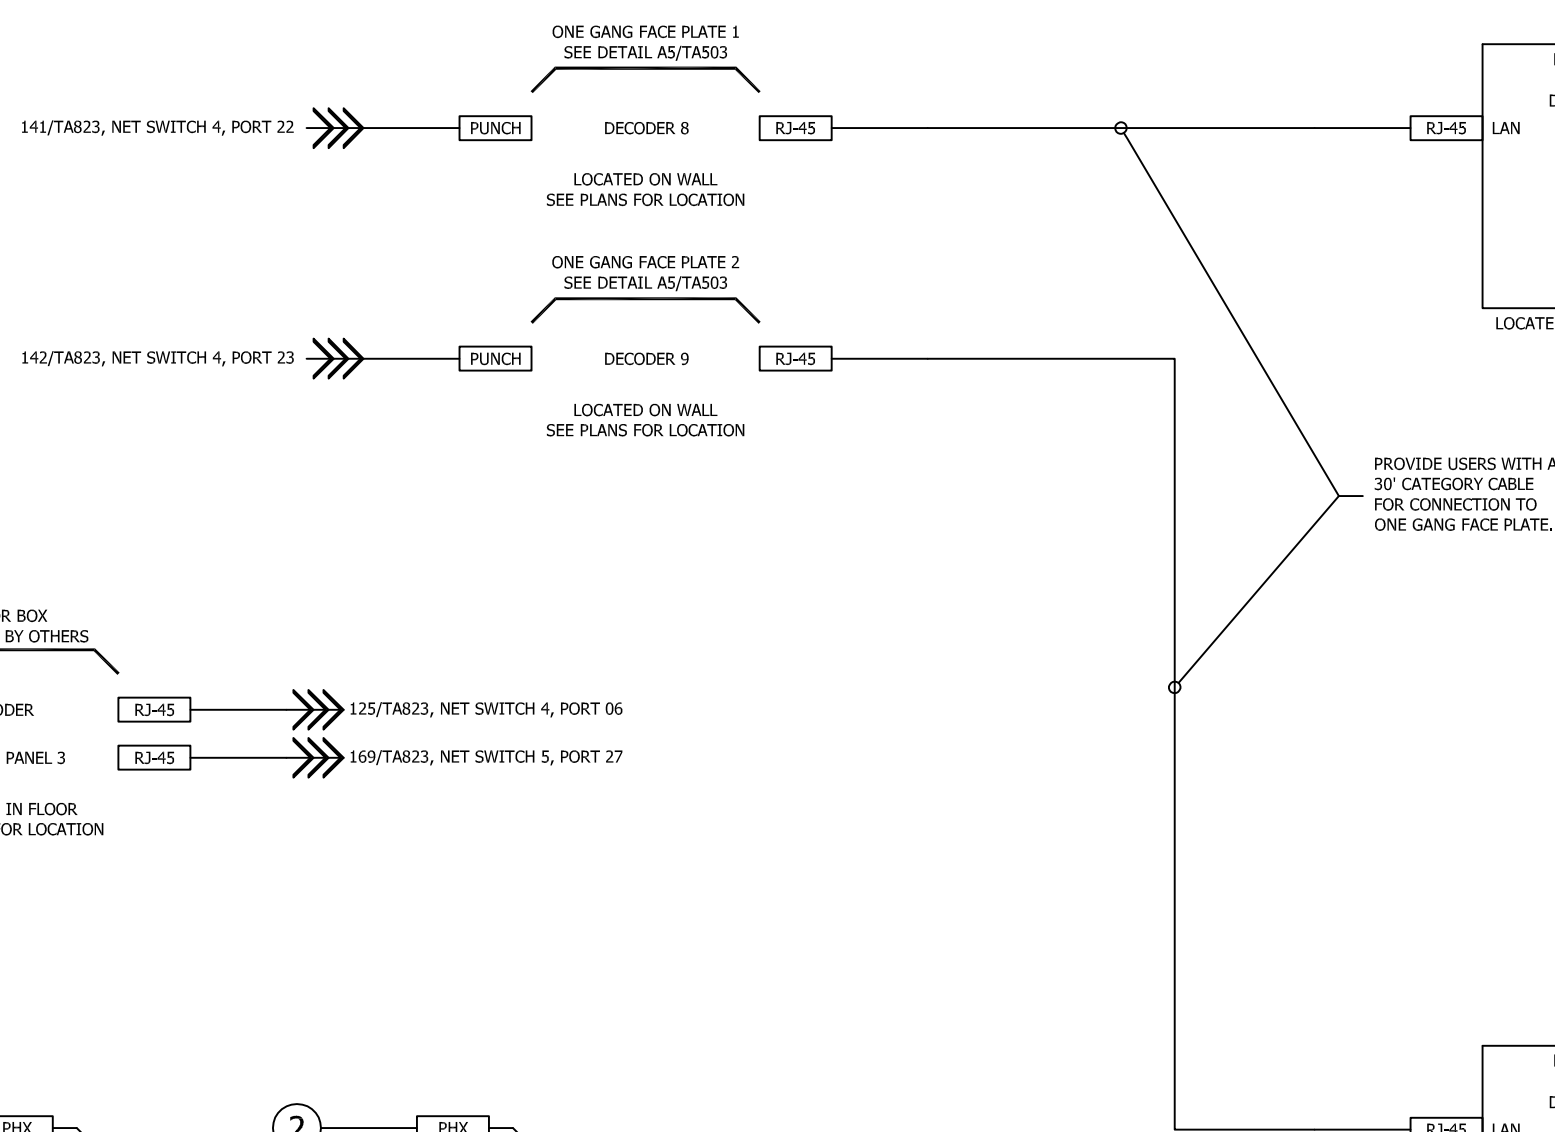 ONE GANG FACE PLATE 1
SEE DETAIL A5/TA503
141/TA823, NET SWITCH 4, PORT 22
PUNCH
DECODER 8
RJ-45
RJ-45
LAN
LOCATED ON WALL
SEE PLANS FOR LOCATION
ONE GANG FACE PLATE 2
SEE DETAIL A5/TA503
LOCATE
142/TA823, NET SWITCH 4, PORT 23
PUNCH
DECODER 9
RJ-45
LOCATED ON WALL
SEE PLANS FOR LOCATION
PROVIDE USERS WITH A
30' CATEGORY CABLE
FOR CONNECTION TO
ONE GANG FACE PLATE.
R BOX
BY OTHERS
ODER
RJ-45
125/TA823, NET SWITCH 4, PORT 06
PANEL 3
RJ-45
169/TA823, NET SWITCH 5, PORT 27
IN FLOOR
FOR LOCATION
PHX
2
PHX
RJ-45
LAN